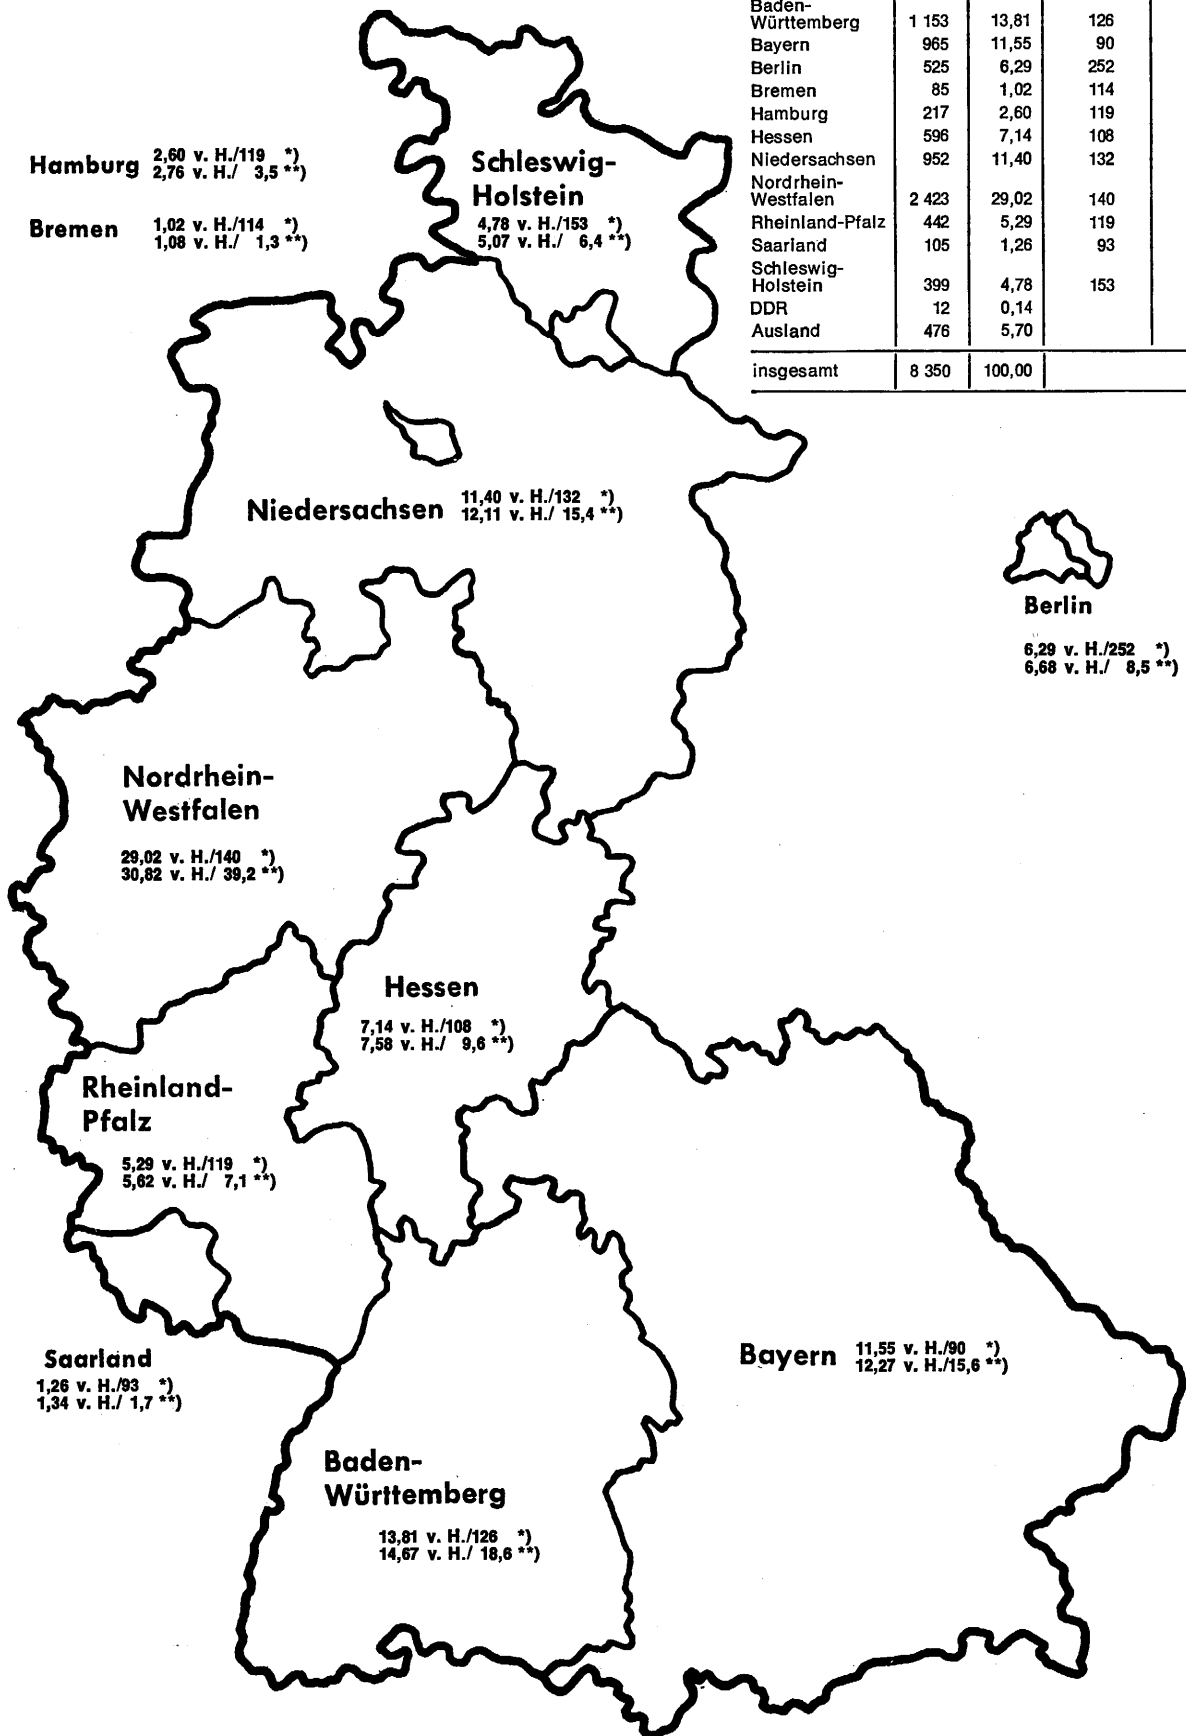 Baden-
Württemberg 1 153 13,81 126
Bayern 965 11,55 90
Berlin 525 6,29 252
Bremen 85 1,02 114
Hamburg 217 2,60 119
Hessen 596 7,14 108
Niedersachsen 952 11,40 132
Nordrhein-
Westfalen 2 423 29,02 140
Rheinland-Pfalz 442 5,29 119
Saarland 105 1,26 93
Schleswig-
Holstein 399 4,78 153
DDR 12 0,14
Ausland 476 5,70
insgesamt 8 350 100,00
Hamburg 2,60 v. H./119 *)
2,76 v. H./ 3,5 **)
Bremen 1,02 v. H./114 *)
1,08 v. H./ 1,3 **)
Schleswig-
Holstein
4,78 v. H./153 *)
5,07 v. H./ 6,4 **)
Niedersachsen 11,40 v. H./132 *)
12,11 v. H./ 15,4 **)
Berlin
6,29 v. H./252 *)
6,68 v. H./ 8,5 **)
Nordrhein-
Westfalen
29,02 v. H./140 *)
30,82 v. H./ 39,2 **)
Hessen
7,14 v. H./108 *)
7,58 v. H./ 9,6 **)
Rheinland-
Pfalz
5,29 v. H./119 *)
5,62 v. H./ 7,1 **)
Saarland
1,26 v. H./93 *)
1,34 v. H./ 1,7 **)
Bayern 11,55 v. H./90 *)
12,27 v. H./15,6 **)
Baden-
Württemberg
13,81 v. H./126 *)
14,67 v. H./ 18,6 **)